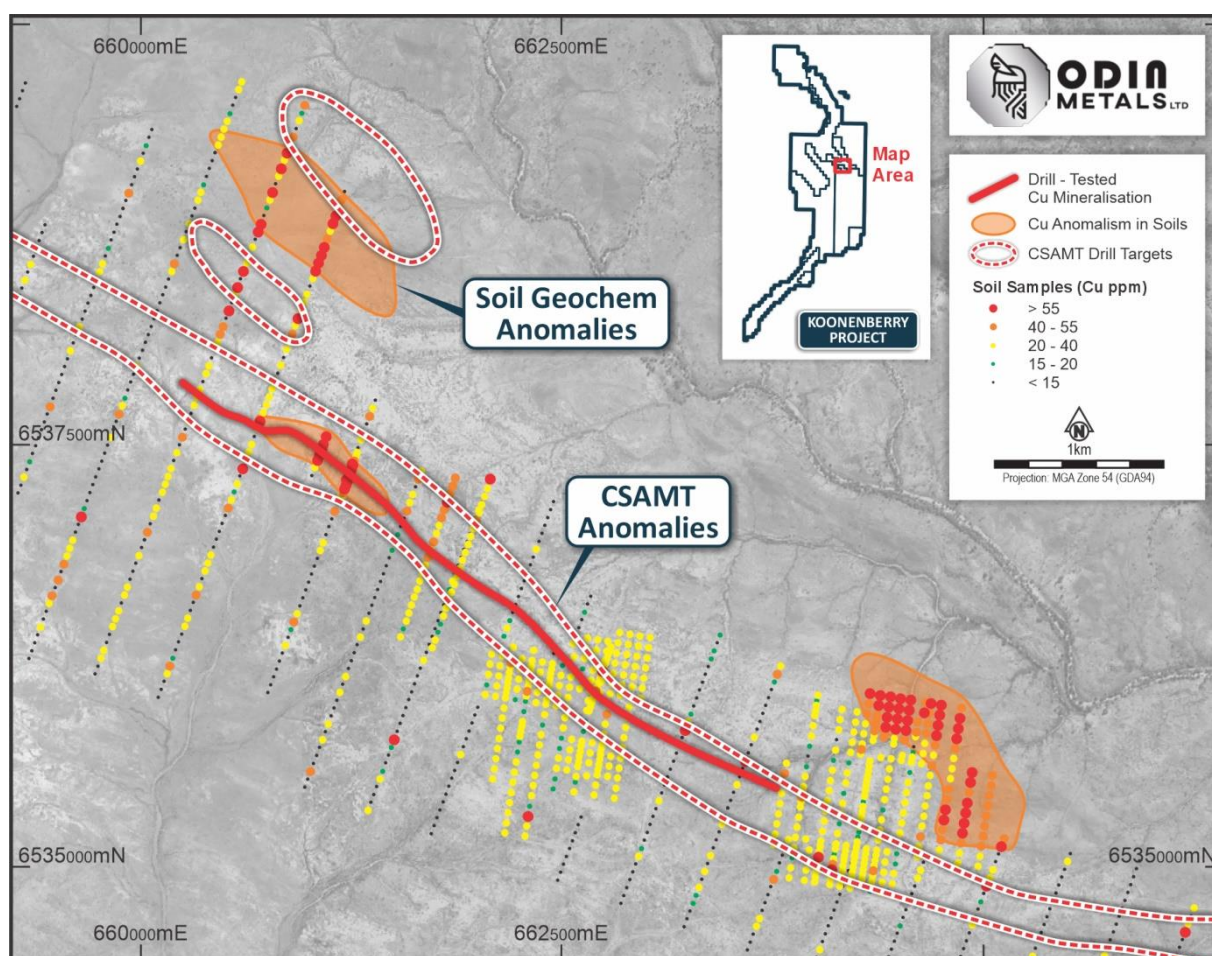 660000mE
662500mE
Map
Area
KOONENBERRY
PROJECT
ODIN
METALS LTD
Drill - Tested
Cu Mineralisation
Cu Anomalism in Soils
CSAMT Drill Targets
Soil Samples (Cu ppm)
> 55
40 - 55
20 - 40
15 - 20
< 15
N
1km
Projection: MGA Zone 54 (GDA94)
Soil Geochem
Anomalies
6537500mN
CSAMT
Anomalies
6535000mN
6535000mN
660000mE
662500mE